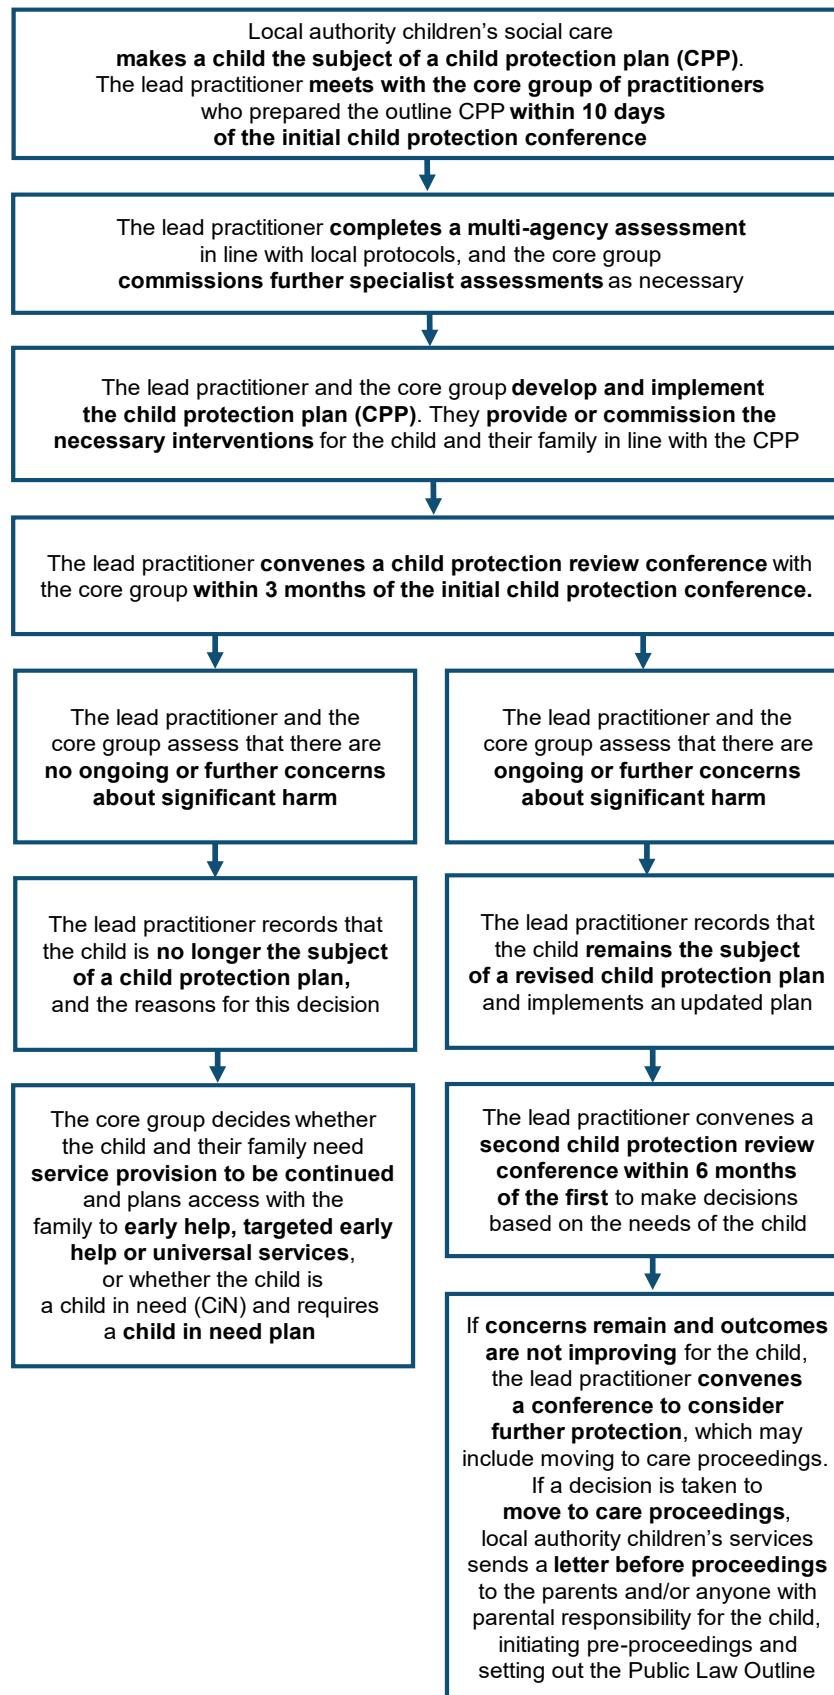 Local authority children’s social care
makes a child the subject of a child protection plan (CPP).
The lead practitioner meets with the core group of practitioners
who prepared the outline CPP within 10 days
of the initial child protection conference
The lead practitioner completes a multi-agency assessment
in line with local protocols, and the core group
commissions further specialist assessments as necessary
The lead practitioner and the core group develop and implement
the child protection plan (CPP). They provide or commission the
necessary interventions for the child and their family in line with the CPP
The lead practitioner convenes a child protection review conference with
the core group within 3 months of the initial child protection conference.
The lead practitioner and the
core group assess that there are
no ongoing or further concerns
about significant harm
The lead practitioner records that
the child is no longer the subject
of a child protection plan,
and the reasons for this decision
The core group decides whether
the child and their family need
service provision to be continued
and plans access with the
family to early help, targeted early
help or universal services,
or whether the child is
a child in need (CiN) and requires
a child in need plan
The lead practitioner and the
core group assess that there are
ongoing or further concerns
about significant harm
The lead practitioner records that
the child remains the subject
of a revised child protection plan
and implements an updated plan
The lead practitioner convenes a
second child protection review
conference within 6 months
of the first to make decisions
based on the needs of the child
If concerns remain and outcomes
are not improving for the child,
the lead practitioner convenes
a conference to consider
further protection, which may
include moving to care proceedings.
If a decision is taken to
move to care proceedings,
local authority children’s services
sends a letter before proceedings
to the parents and/or anyone with
parental responsibility for the child,
initiating pre-proceedings and
setting out the Public Law Outline